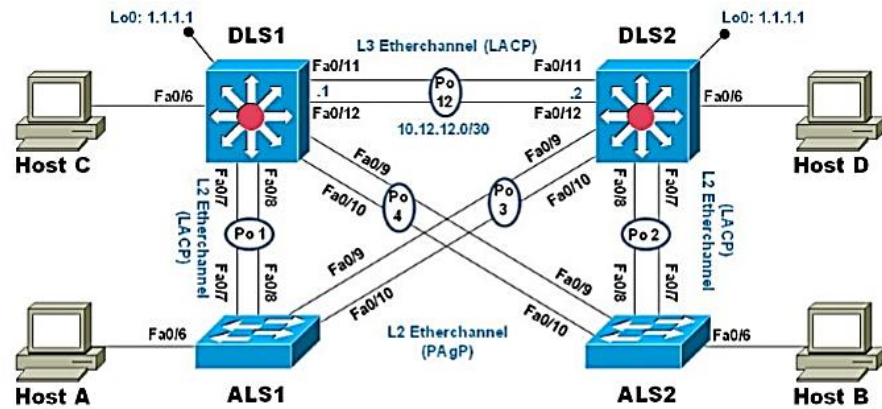 Lo0: 1.1.1.1
Lo0: 1.1.1.1
DLS1
L3 Etherchannel (LACP)
DLS2
Fa0/11
Fa0/11
Fa0/6
.1
Po
12
.2
Fa0/6
Fa0/12
10.12.12.0/30
Fa0/12
Host C
Host D
Fa0/7
Fa0/8
Fa0/9
Fa0/10
Po
4
Po
3
Fa0/9
Fa0/10
Fa0/8
Fa0/7
L2 Etherchannel
(LACP)
Po 1
Po 2
L2 Etherchannel
(LACP)
Fa0/7
Fa0/8
Fa0/9
Fa0/10
Fa0/9
Fa0/10
Fa0/8
Fa0/7
Fa0/6
L2 Etherchannel
(PAgP)
Fa0/6
Host A
ALS1
ALS2
Host B